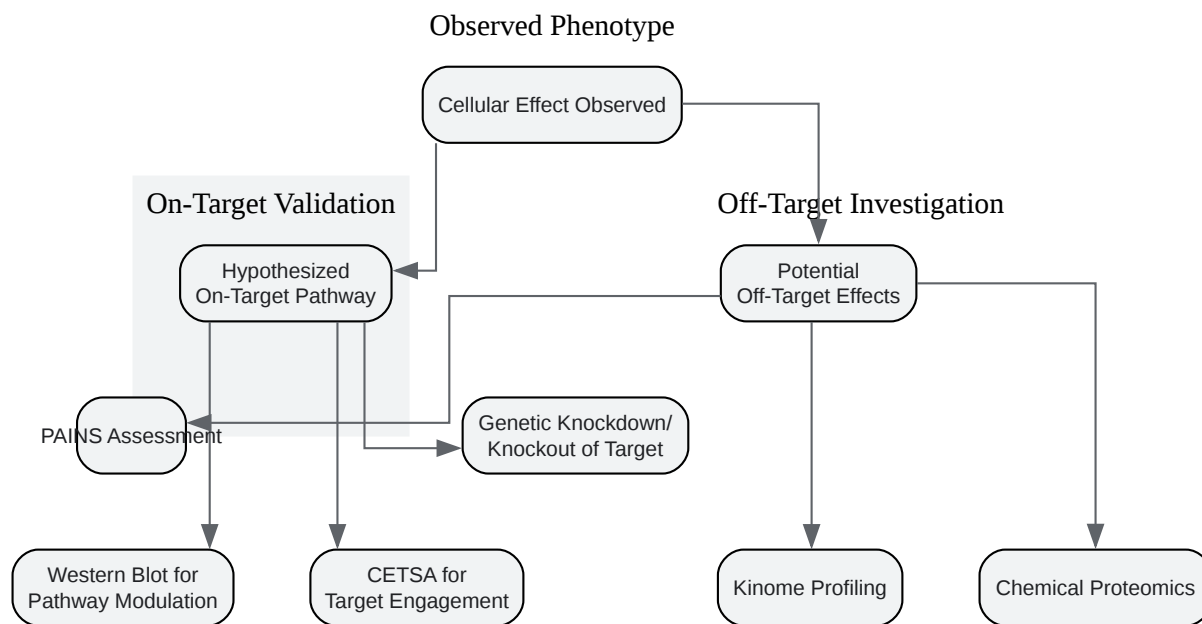 Observed Phenotype
Cellular Effect Observed
On-Target Validation
Off-Target Investigation
Hypothesized
On-Target Pathway
Potential
Off-Target Effects
PAINS Assessment
Genetic Knockdown/
Knockout of Target
Western Blot for
Pathway Modulation
CETSA for
Target Engagement
Kinome Profiling
Chemical Proteomics